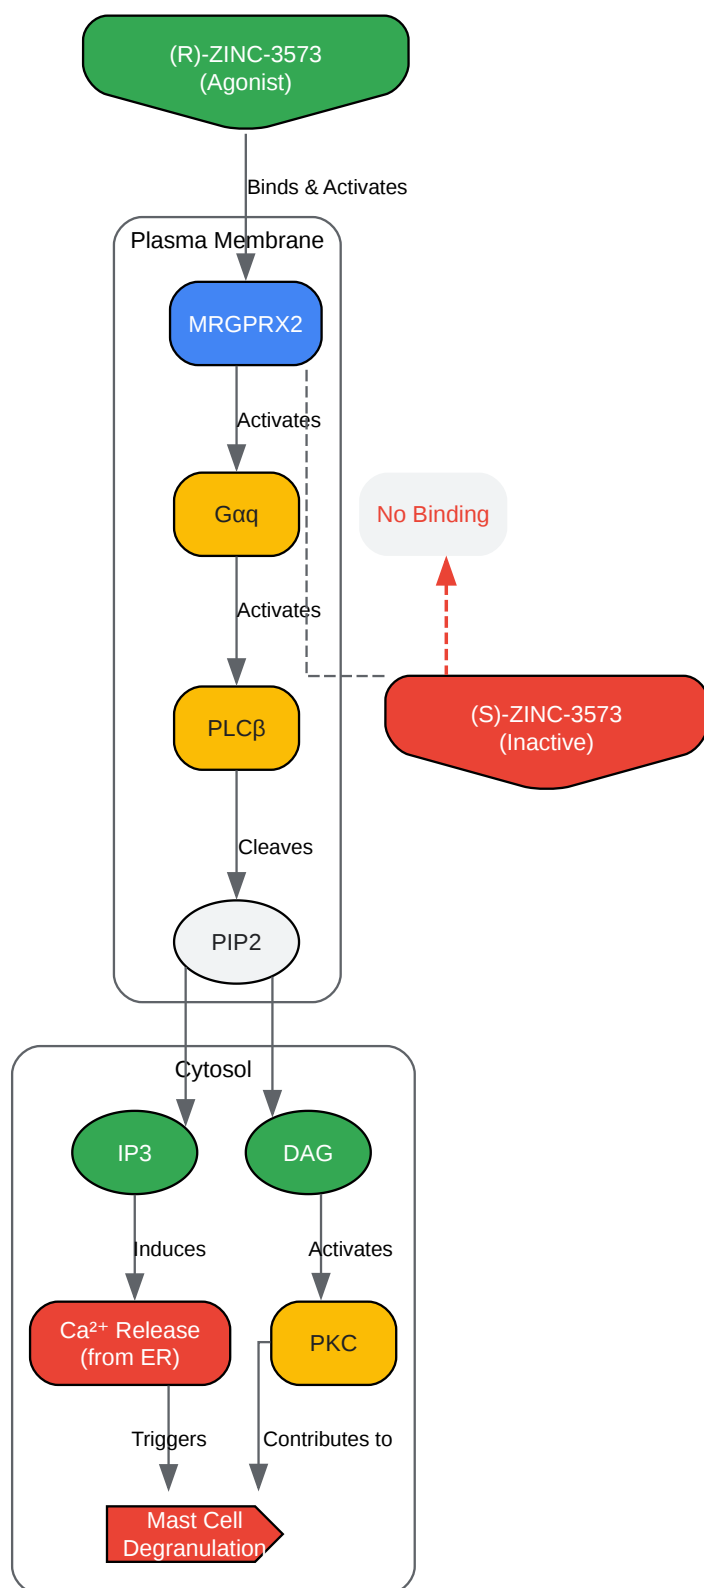 (R)-ZINC-3573
(Agonist)
Binds & Activates
Plasma Membrane
MRGPRX2
Activates
Gαq
No Binding
Activates
PLCβ
(S)-ZINC-3573
(Inactive)
Cleaves
PIP2
Cytosol
IP3
DAG
Induces
Activates
Ca²⁺ Release
(from ER)
PKC
Triggers
Contributes to
Mast Cell
Degranulation